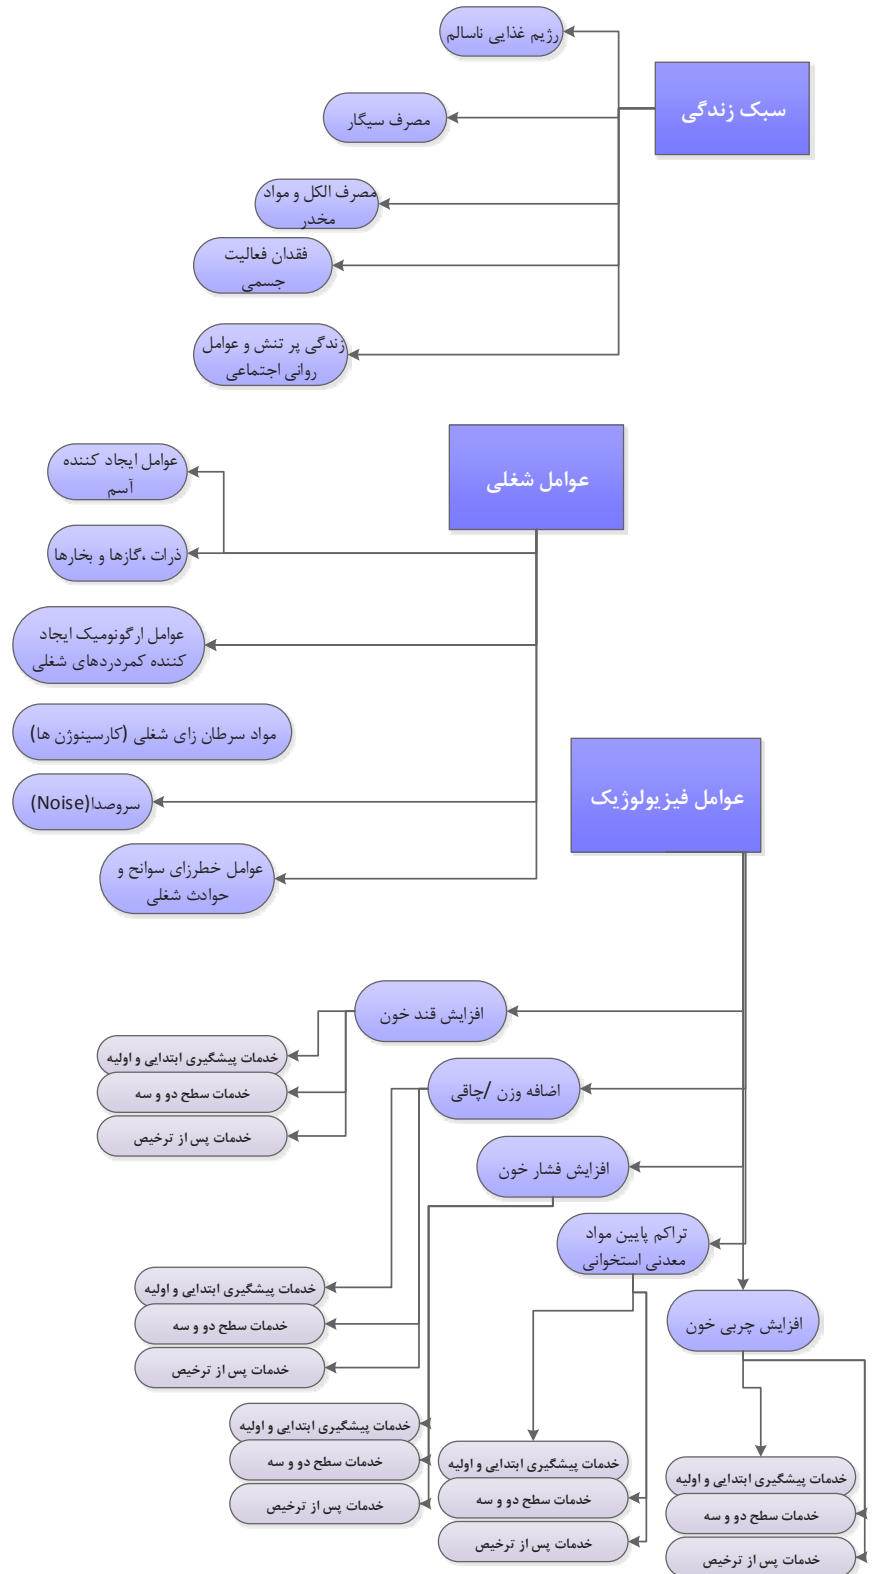 رژیم غذایی ناسالم
سبک زندگی
مصرف سیگار
مصرف الکل و مواد
مخدر
فقدان فعالیت
جسمی
زندگی پر تنش و عوامل
روانی اجتماعی
عوامل شغلی
عوامل ایجاد کننده
آسم
ذرات ،گازها و بخارها
عوامل ارگونومیک ایجاد
کننده کمردردهای شغلی
مواد سرطان زای شغلی (کارسینوژن ها)
عوامل فیزیولوژیک
سروصدا(Noise)
عوامل خطرزای سوانح و
حوادث شغلی
افزایش قند خون
خدمات پیشگیری ابتدایی و اولیه
خدمات سطح دو و سه
خدمات پس از ترخیص
اضافه وزن /چاقی
افزایش فشار خون
تراکم پایین مواد
معدنی استخوانی
افزایش چربی خون
خدمات پیشگیری ابتدایی و اولیه
خدمات سطح دو و سه
خدمات پس از ترخیص
خدمات پیشگیری ابتدایی و اولیه
خدمات سطح دو و سه
خدمات پس از ترخیص
خدمات پیشگیری ابتدایی و اولیه
خدمات سطح دو و سه
خدمات پس از ترخیص
خدمات پیشگیری ابتدایی و اولیه
خدمات سطح دو و سه
خدمات پس از ترخیص